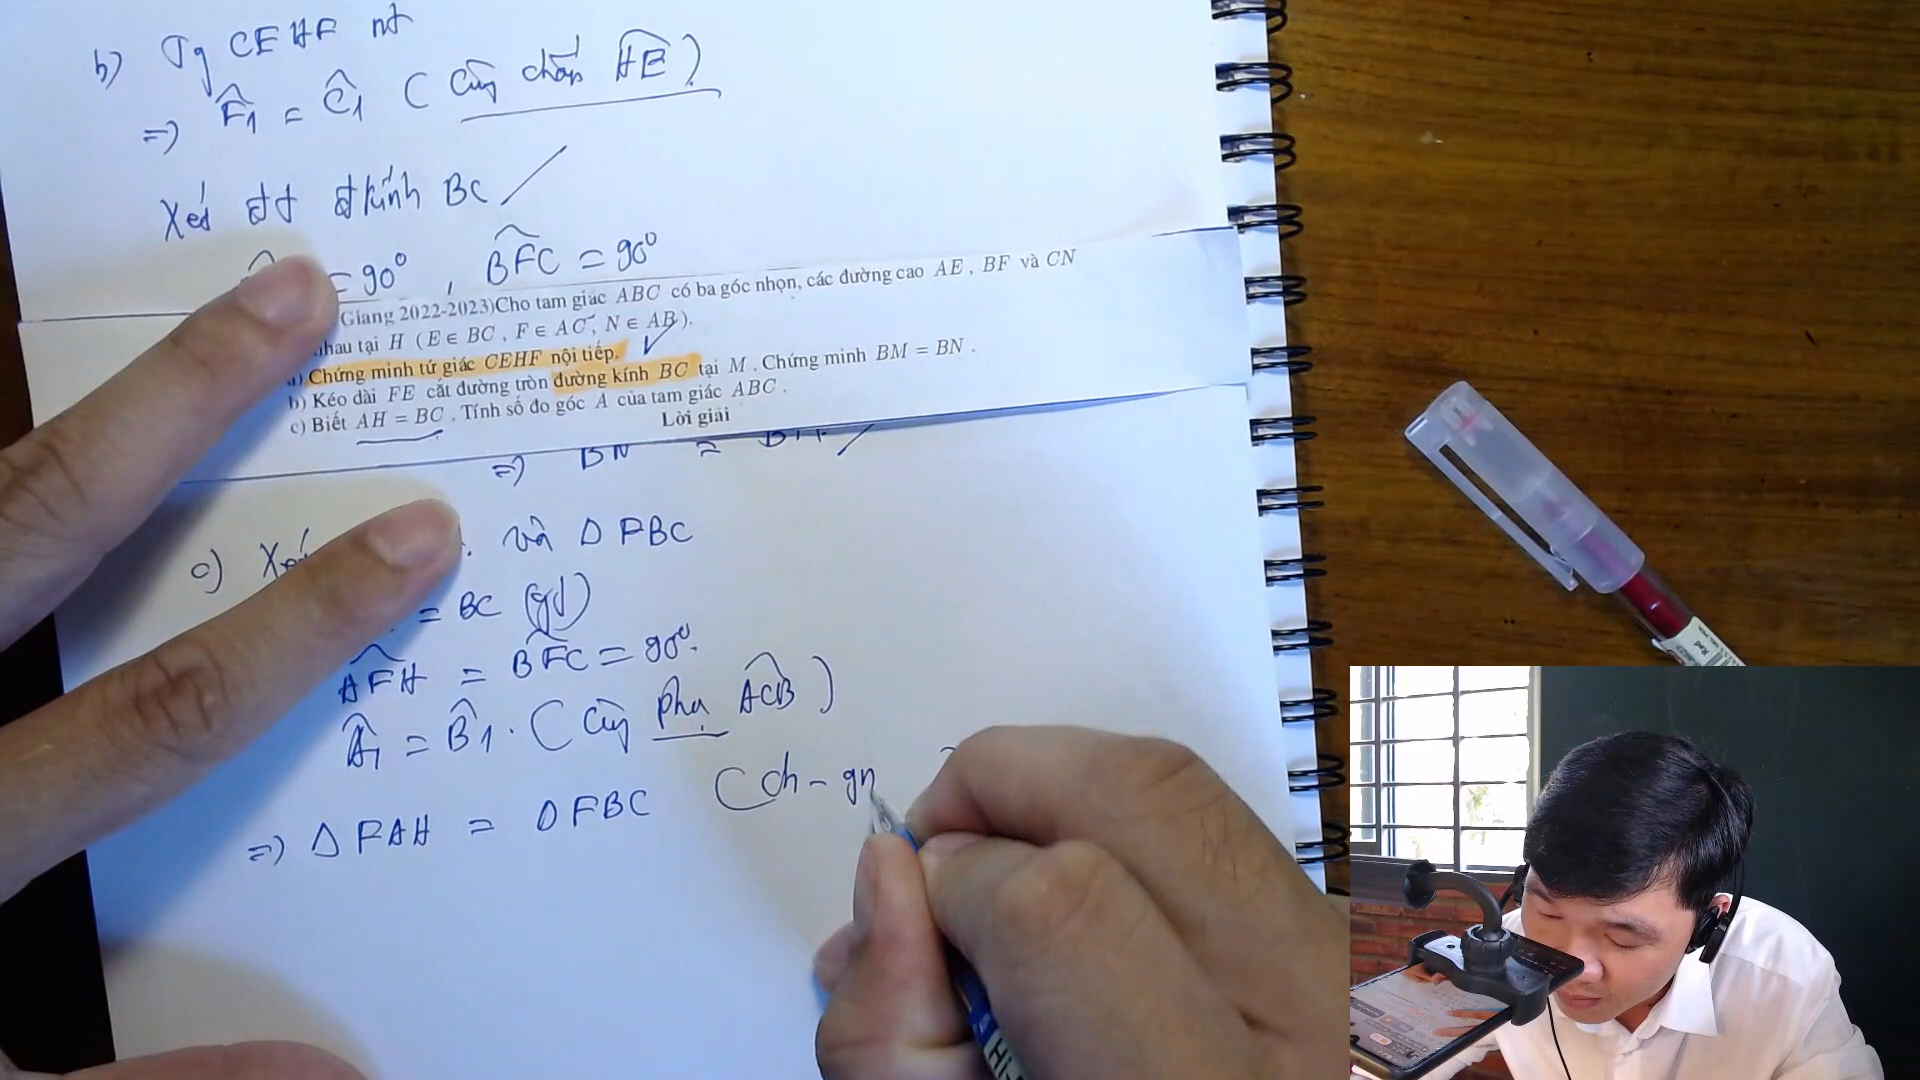 b) Tg CEHF nt
=> F̂1 = Ĉ1 ( Cùng chắn HE )
Xét đt đkính BC
= 90° , BFC = 90°
Giang 2022-2023)Cho tam giác ABC có ba góc nhọn, các đường cao AE , BF và CN
nhau tại H ( E ∈ BC , F ∈ AC , N ∈ AB ).
a) Chứng minh tứ giác CEHF nội tiếp.
b) Kéo dài FE cắt đường tròn đường kính BC tại M . Chứng minh BM = BN .
c) Biết AH = BC . Tính số đo góc A của tam giác ABC .
Lời giải
=> BN =
c) Xét và Δ FBC
= BC (gt)
AFH = BFC = 90°.
Â1 = B̂1 . ( Cùng phụ ACB )
=> Δ FAH = Δ FBC ( ch - gn
Red
Hi-